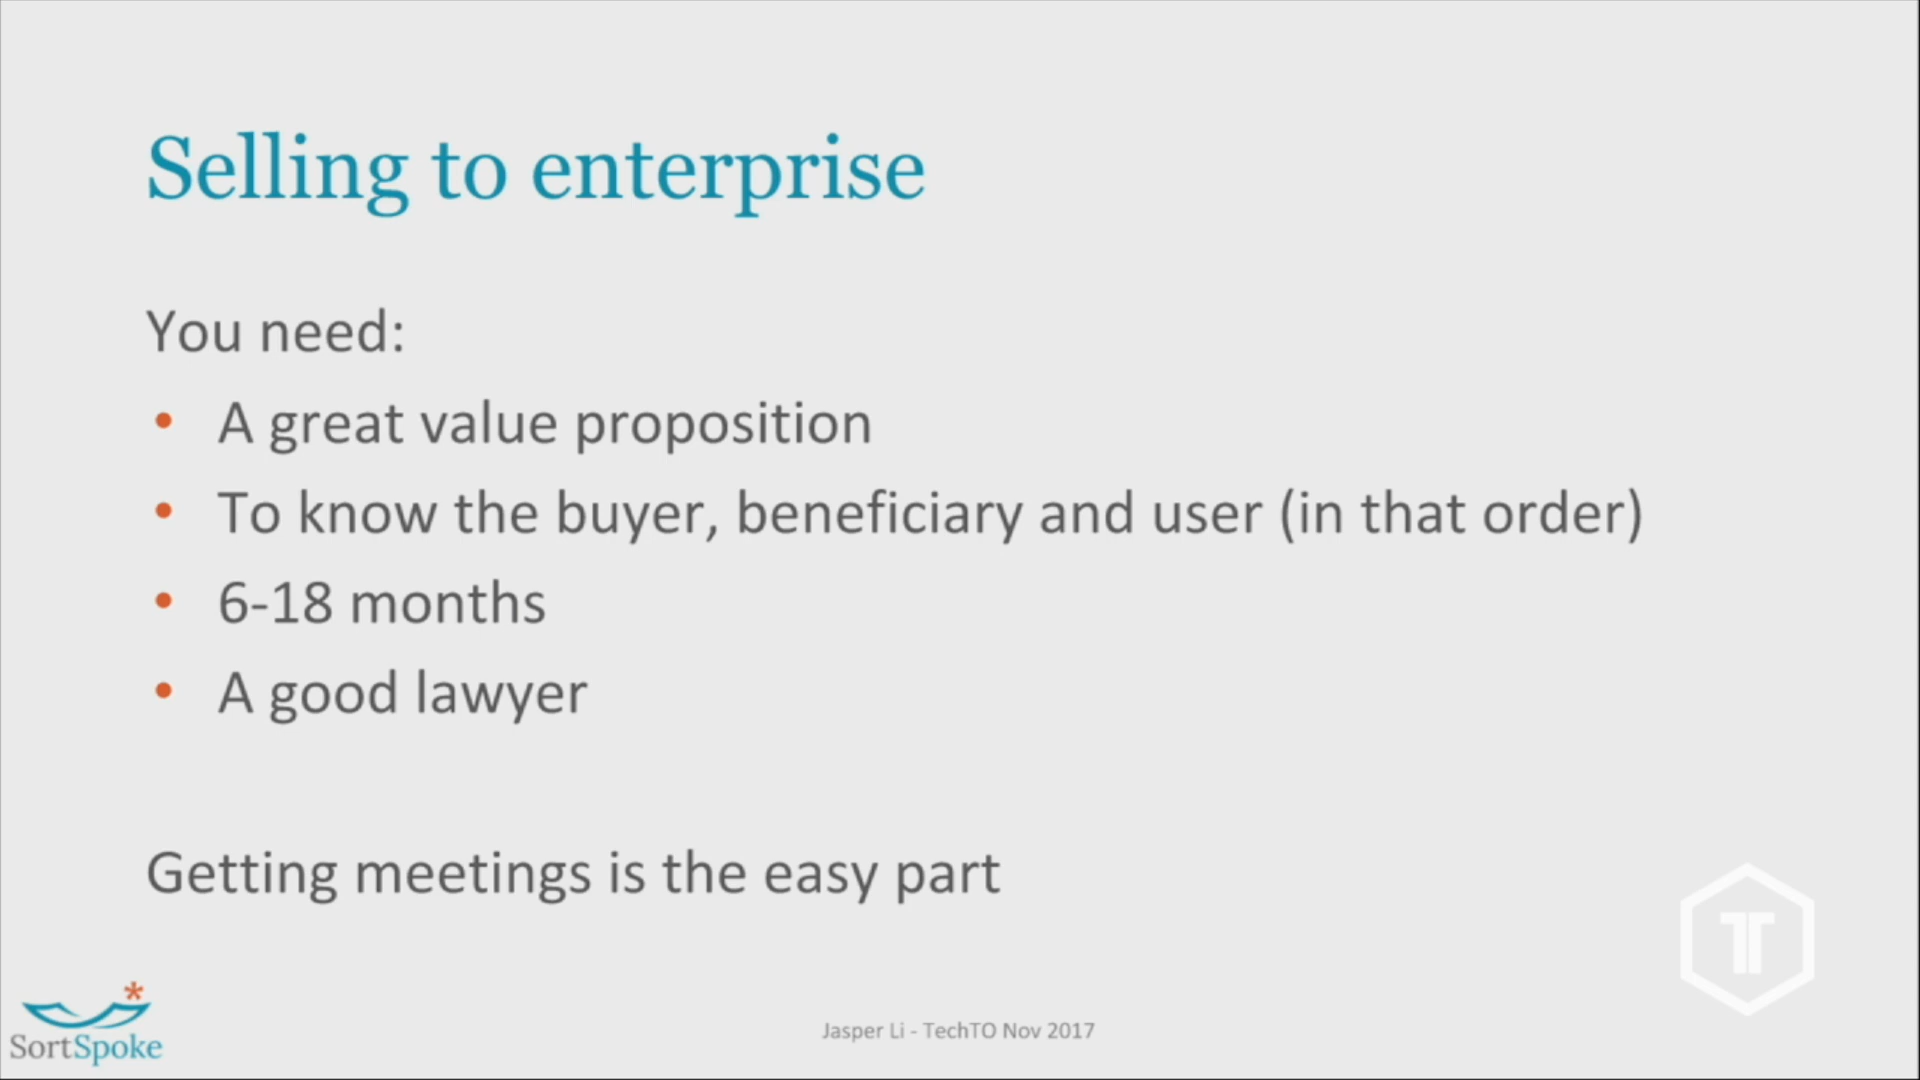 Selling to enterprise
You need:
• A great value proposition
• To know the buyer, beneficiary and user (in that order)
• 6-18 months
• A good lawyer
Getting meetings is the easy part
SortSpoke
Jasper Li - TechTO Nov 2017
TT